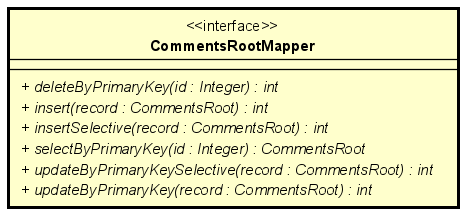 <<interface>>
CommentsRootMapper
+ deleteByPrimaryKey(id : Integer) : int
+ insert(record : CommentsRoot) : int
+ insertSelective(record : CommentsRoot) : int
+ selectByPrimaryKey(id : Integer) : CommentsRoot
+ updateByPrimaryKeySelective(record : CommentsRoot) : int
+ updateByPrimaryKey(record : CommentsRoot) : int